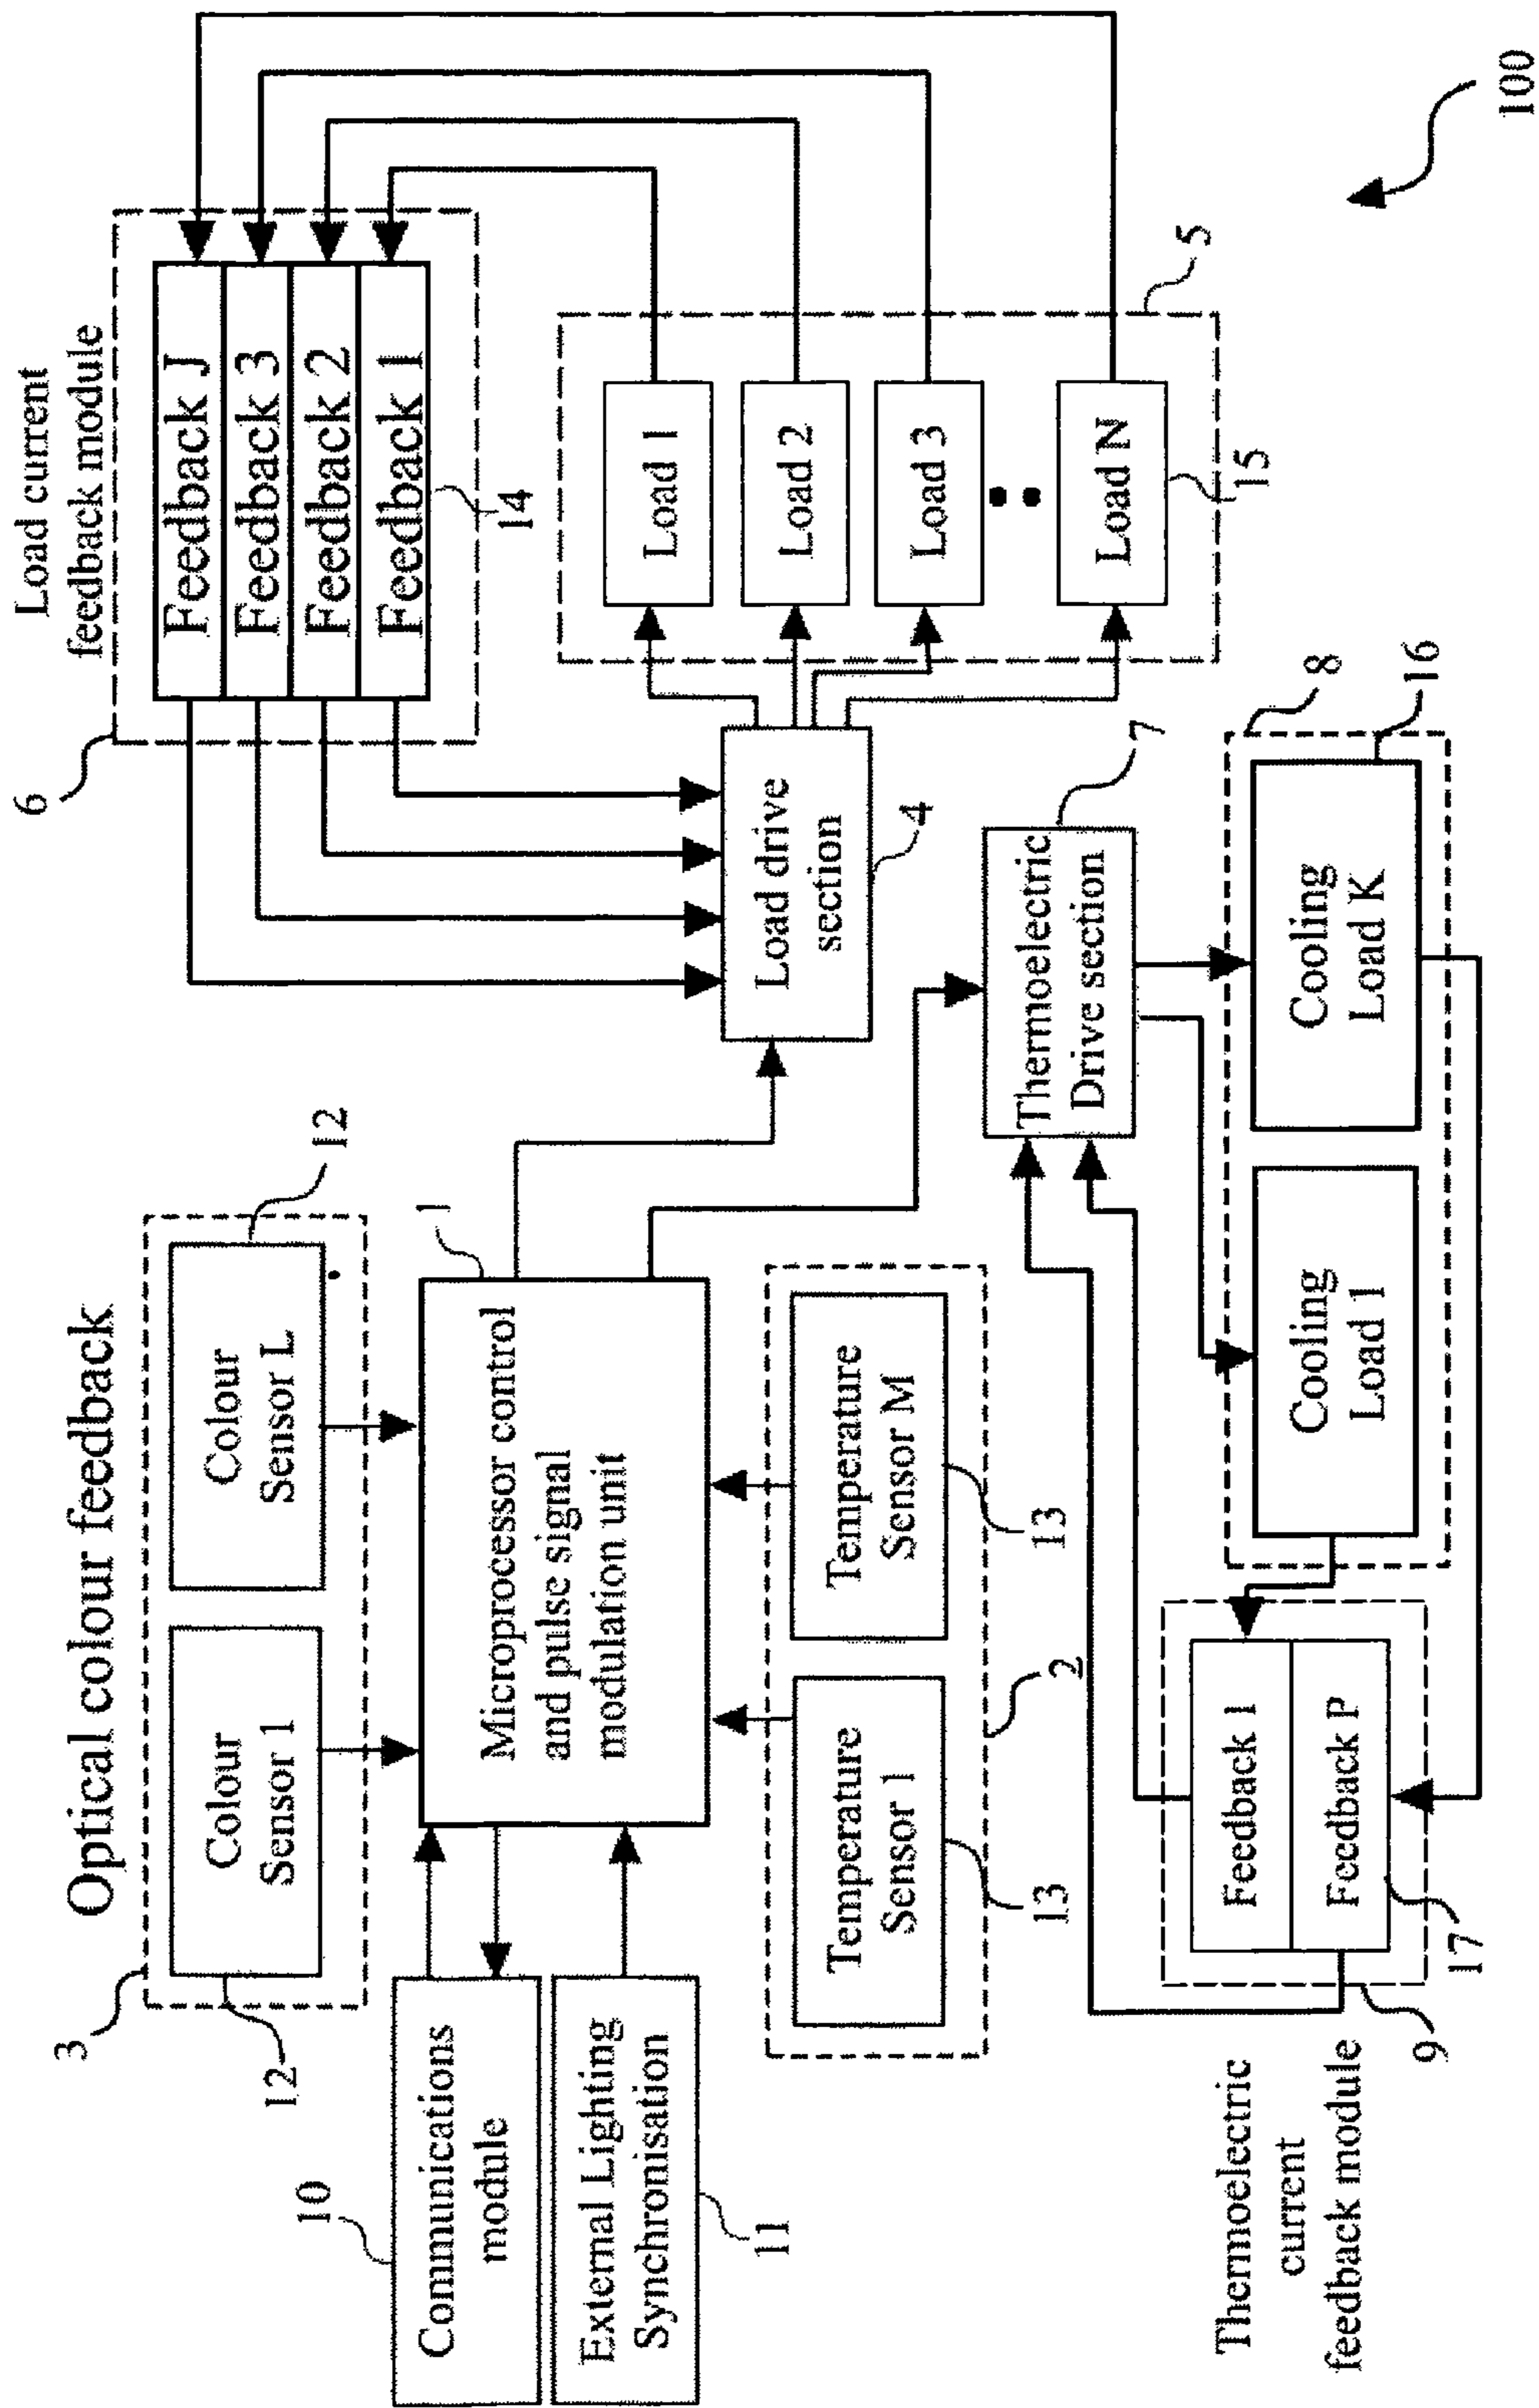 Optical colour feedback
3
12
Colour
Sensor 1
Colour
Sensor L
12
10
Communications
module
External Lighting
Synchronisation
11
1
Microprocessor control
and pulse signal
modulation unit
Temperature
Sensor 1
13
Temperature
Sensor M
13
2
Load current
feedback module
6
Feedback J
Feedback 3
Feedback 2
Feedback 1
14
Load drive
section
4
Load 1
Load 2
Load 3
Load N
15
5
Thermoelectric
Drive section
7
8
Cooling
Load 1
Cooling
Load K
16
Feedback 1
Feedback P
17
9
Thermoelectric
current
feedback module
100